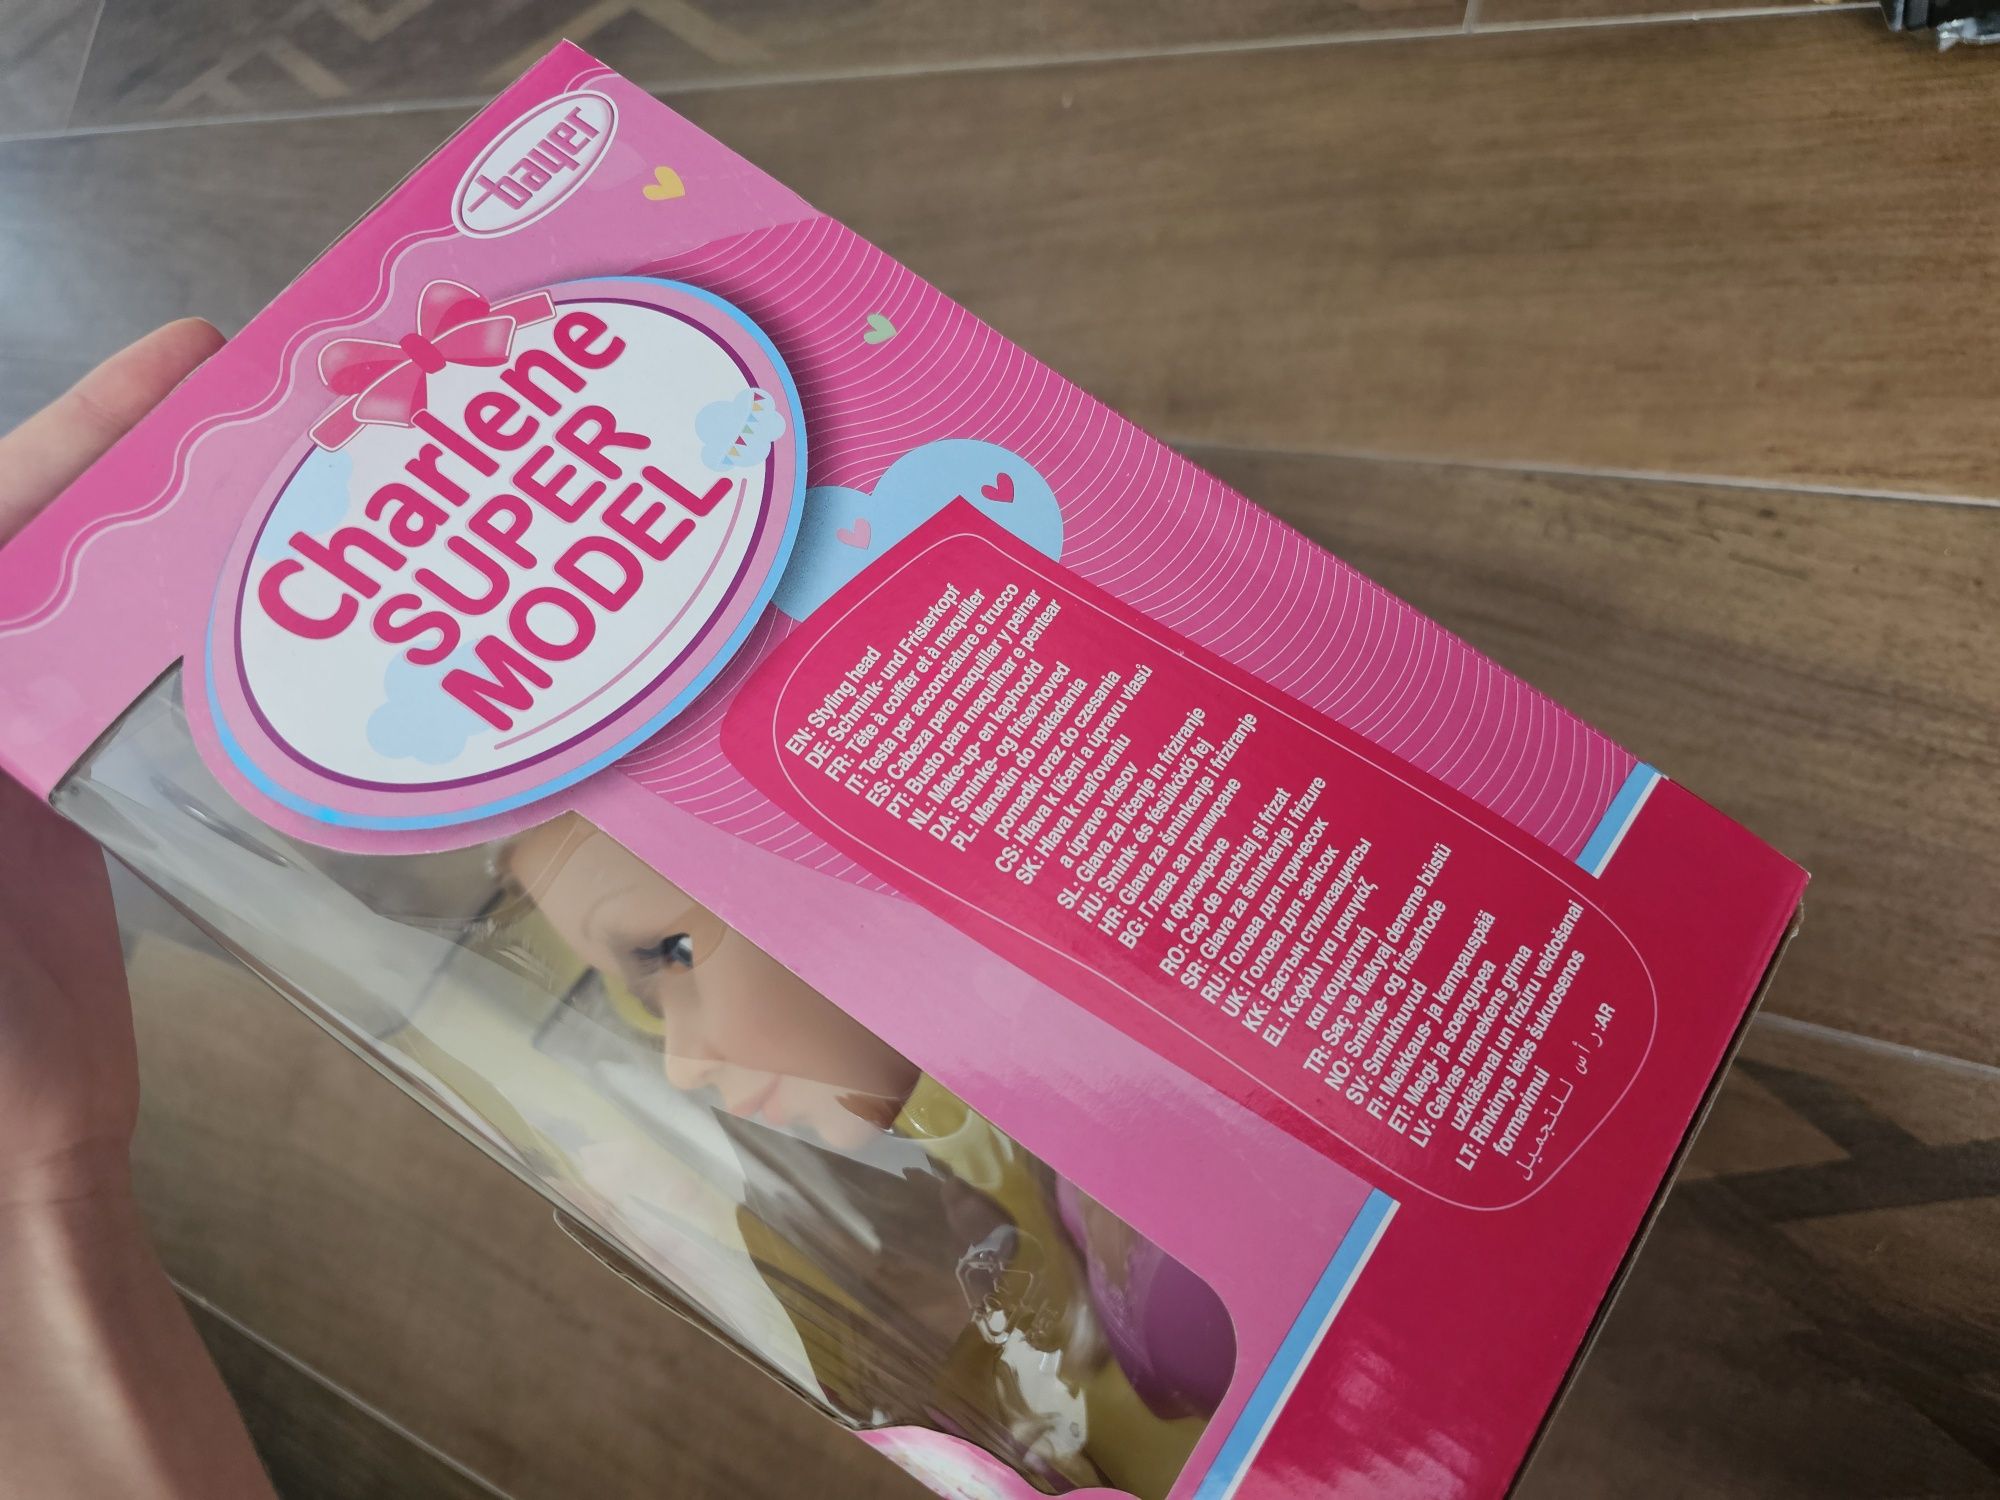 bayer
Charlene
SUPER
MODEL
EN: Styling head
DE: Schmink- und Frisierkopf
FR: Tête à coiffer et à maquiller
IT: Testa per acconciature e trucco
ES: Cabeza para maquillar y peinar
PT: Busto para maquilhar e pentear
NL: Make-up- en kaphoofd
DA: Sminke- og frisørhoved
PL: Manekin do nakładania
pomadki oraz do czesania
CS: Hlava k líčení a úpravu vlasů
SK: Hlava k maľovaniu
a úprave vlasov
SL: Glava za ličenje in friziranje
HU: Smink- és fésülködő fej
HR: Glava za šminkanje i friziranje
BG: Глава за гримиране
и фризиране
RO: Cap de machiaj și frizat
SR: Glava za šminkanje i frizure
RU: Голова для причесок
UK: Голова для зачісок
KK: Бастың стилизациясы
EL: Κεφάλι για μακιγιάζ
και κομμωτική
TR: Saç ve Makyaj deneme büstü
NO: Sminke- og frisørhode
SV: Sminkhuvud
FI: Meikkaus- ja kampauspää
ET: Meigi- ja soengupea
LV: Galvas manekens grima
uzklāšanai un frizūru veidošanai
LT: Rinkinys lėlės šukuosenos
formavimui
AR: رأس للتجميل